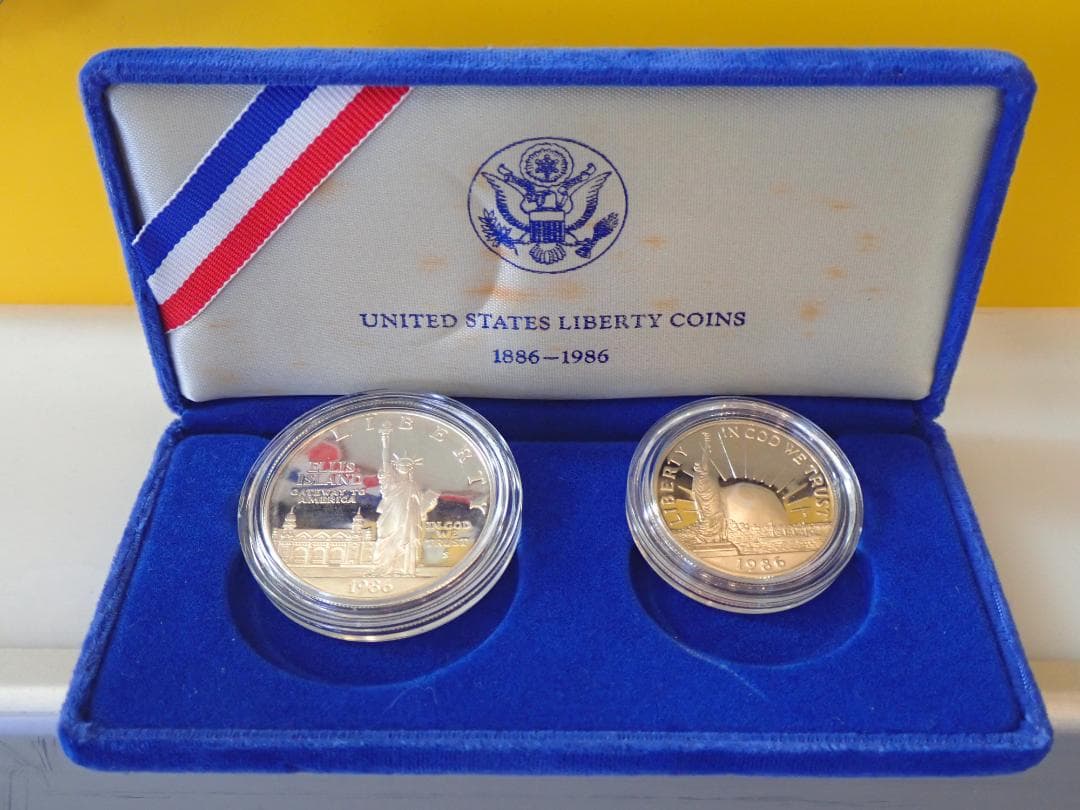 UNITED STATES LIBERTY COINS
1886–1986
LIBERTY
ELLIS
ISLAND
GATEWAY TO
AMERICA
IN GOD
WE
S
1986
LIBERTY
IN GOD WE TRUST
1986